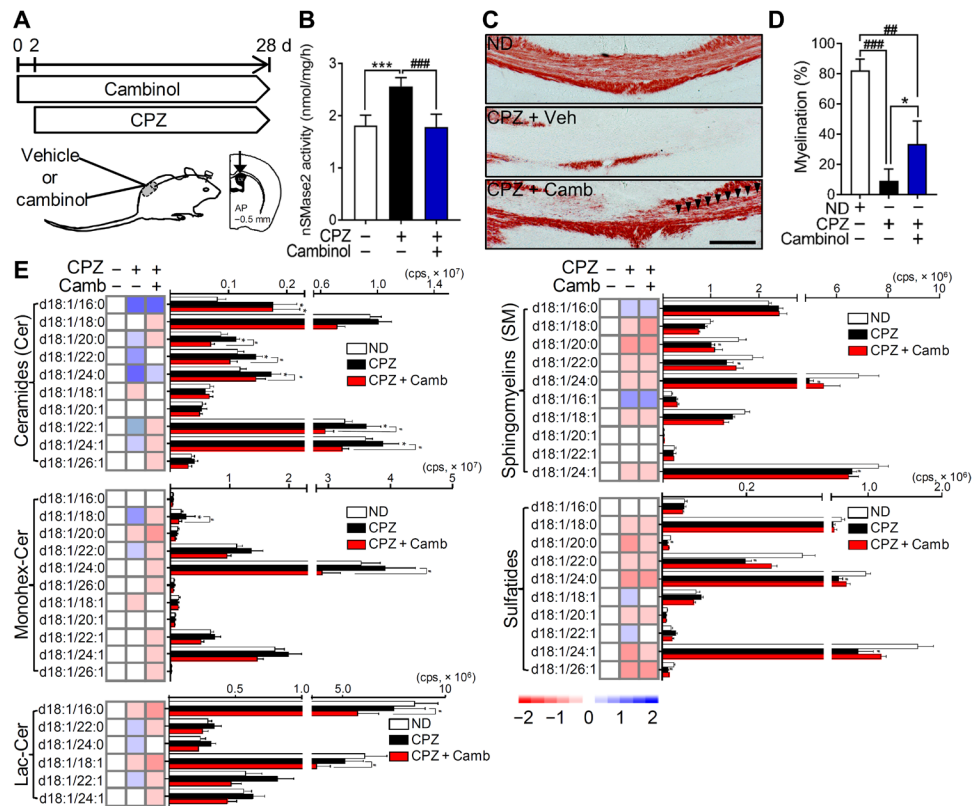 A
0 2 28 d
Cambinol
CPZ
Vehicle
or
cambinol
AP
−0.5 mm
B
nSMase2 activity (nmol/mg/h)
3
2
1
0
*** ###
CPZ − + +
Cambinol − − +
C
ND
CPZ + Veh
CPZ + Camb
D
Myelination (%)
100
80
60
40
20
0
##
###
*
ND + − −
CPZ − + +
Cambinol − − +
E
CPZ − + +
Camb − − +
(cps, × 10⁷)
0.1 0.2 0.6 1.0 1.4
Ceramides (Cer)
d18:1/16:0
d18:1/18:0
d18:1/20:0
d18:1/22:0
d18:1/24:0
d18:1/18:1
d18:1/20:1
d18:1/22:1
d18:1/24:1
d18:1/26:1
ND
CPZ
CPZ + Camb
(cps, × 10⁷)
1 2 3 4 5
Monohex-Cer
d18:1/16:0
d18:1/18:0
d18:1/20:0
d18:1/22:0
d18:1/24:0
d18:1/26:0
d18:1/18:1
d18:1/20:1
d18:1/22:1
d18:1/24:1
d18:1/26:1
ND
CPZ
CPZ + Camb
(cps, × 10⁶)
0.5 1.0 5.0 10
Lac-Cer
d18:1/16:0
d18:1/22:0
d18:1/24:0
d18:1/18:1
d18:1/22:1
d18:1/24:1
ND
CPZ
CPZ + Camb
CPZ − + +
Camb − − +
(cps, × 10⁶)
1 2 6 8 10
Sphingomyelins (SM)
d18:1/16:0
d18:1/18:0
d18:1/20:0
d18:1/22:0
d18:1/24:0
d18:1/16:1
d18:1/18:1
d18:1/20:1
d18:1/22:1
d18:1/24:1
ND
CPZ
CPZ + Camb
(cps, × 10⁶)
0.2 1.0 2.0
Sulfatides
d18:1/16:0
d18:1/18:0
d18:1/20:0
d18:1/22:0
d18:1/24:0
d18:1/18:1
d18:1/20:1
d18:1/22:1
d18:1/24:1
d18:1/26:1
ND
CPZ
CPZ + Camb
−2 −1 0 1 2